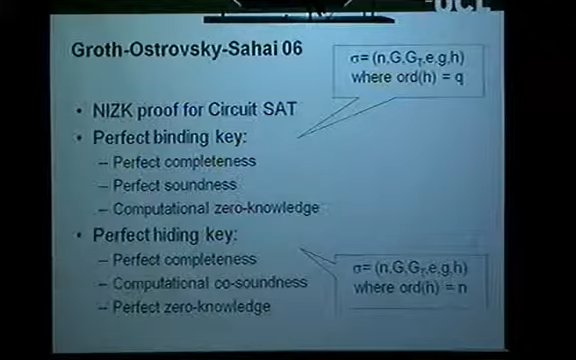 UCL
Groth-Ostrovsky-Sahai 06
σ= (n,G,G_T,e,g,h)
where ord(h) = q
• NIZK proof for Circuit SAT
• Perfect binding key:
– Perfect completeness
– Perfect soundness
– Computational zero-knowledge
• Perfect hiding key:
– Perfect completeness
– Computational co-soundness
– Perfect zero-knowledge
σ= (n,G,G_T,e,g,h)
where ord(h) = n